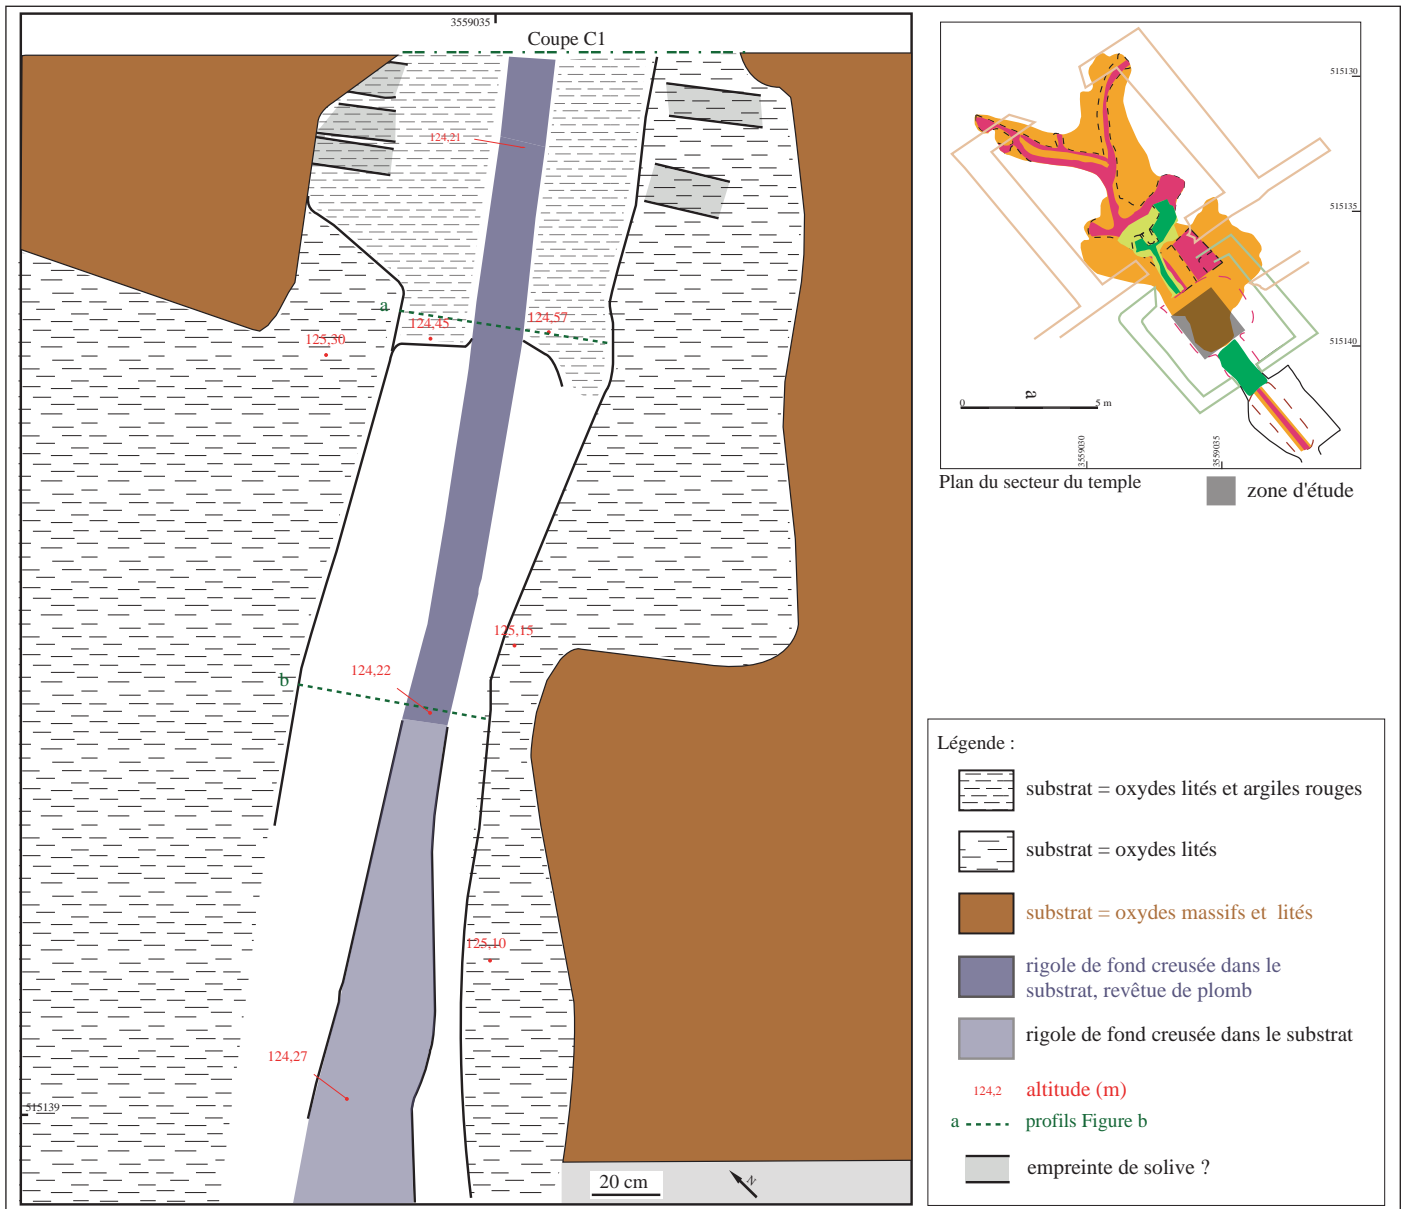 3559035
Coupe C1
124,21
a
124,45
124,57
125,30
125,15
124,22
b
125,10
124,27
515139
20 cm
N
515130
515135
515140
a
0
5 m
3559030
3559035
Plan du secteur du temple
zone d'étude
Légende :
substrat = oxydes lités et argiles rouges
substrat = oxydes lités
substrat = oxydes massifs et lités
rigole de fond creusée dans le
substrat, revêtue de plomb
rigole de fond creusée dans le substrat
124,2 altitude (m)
a profils Figure b
empreinte de solive ?